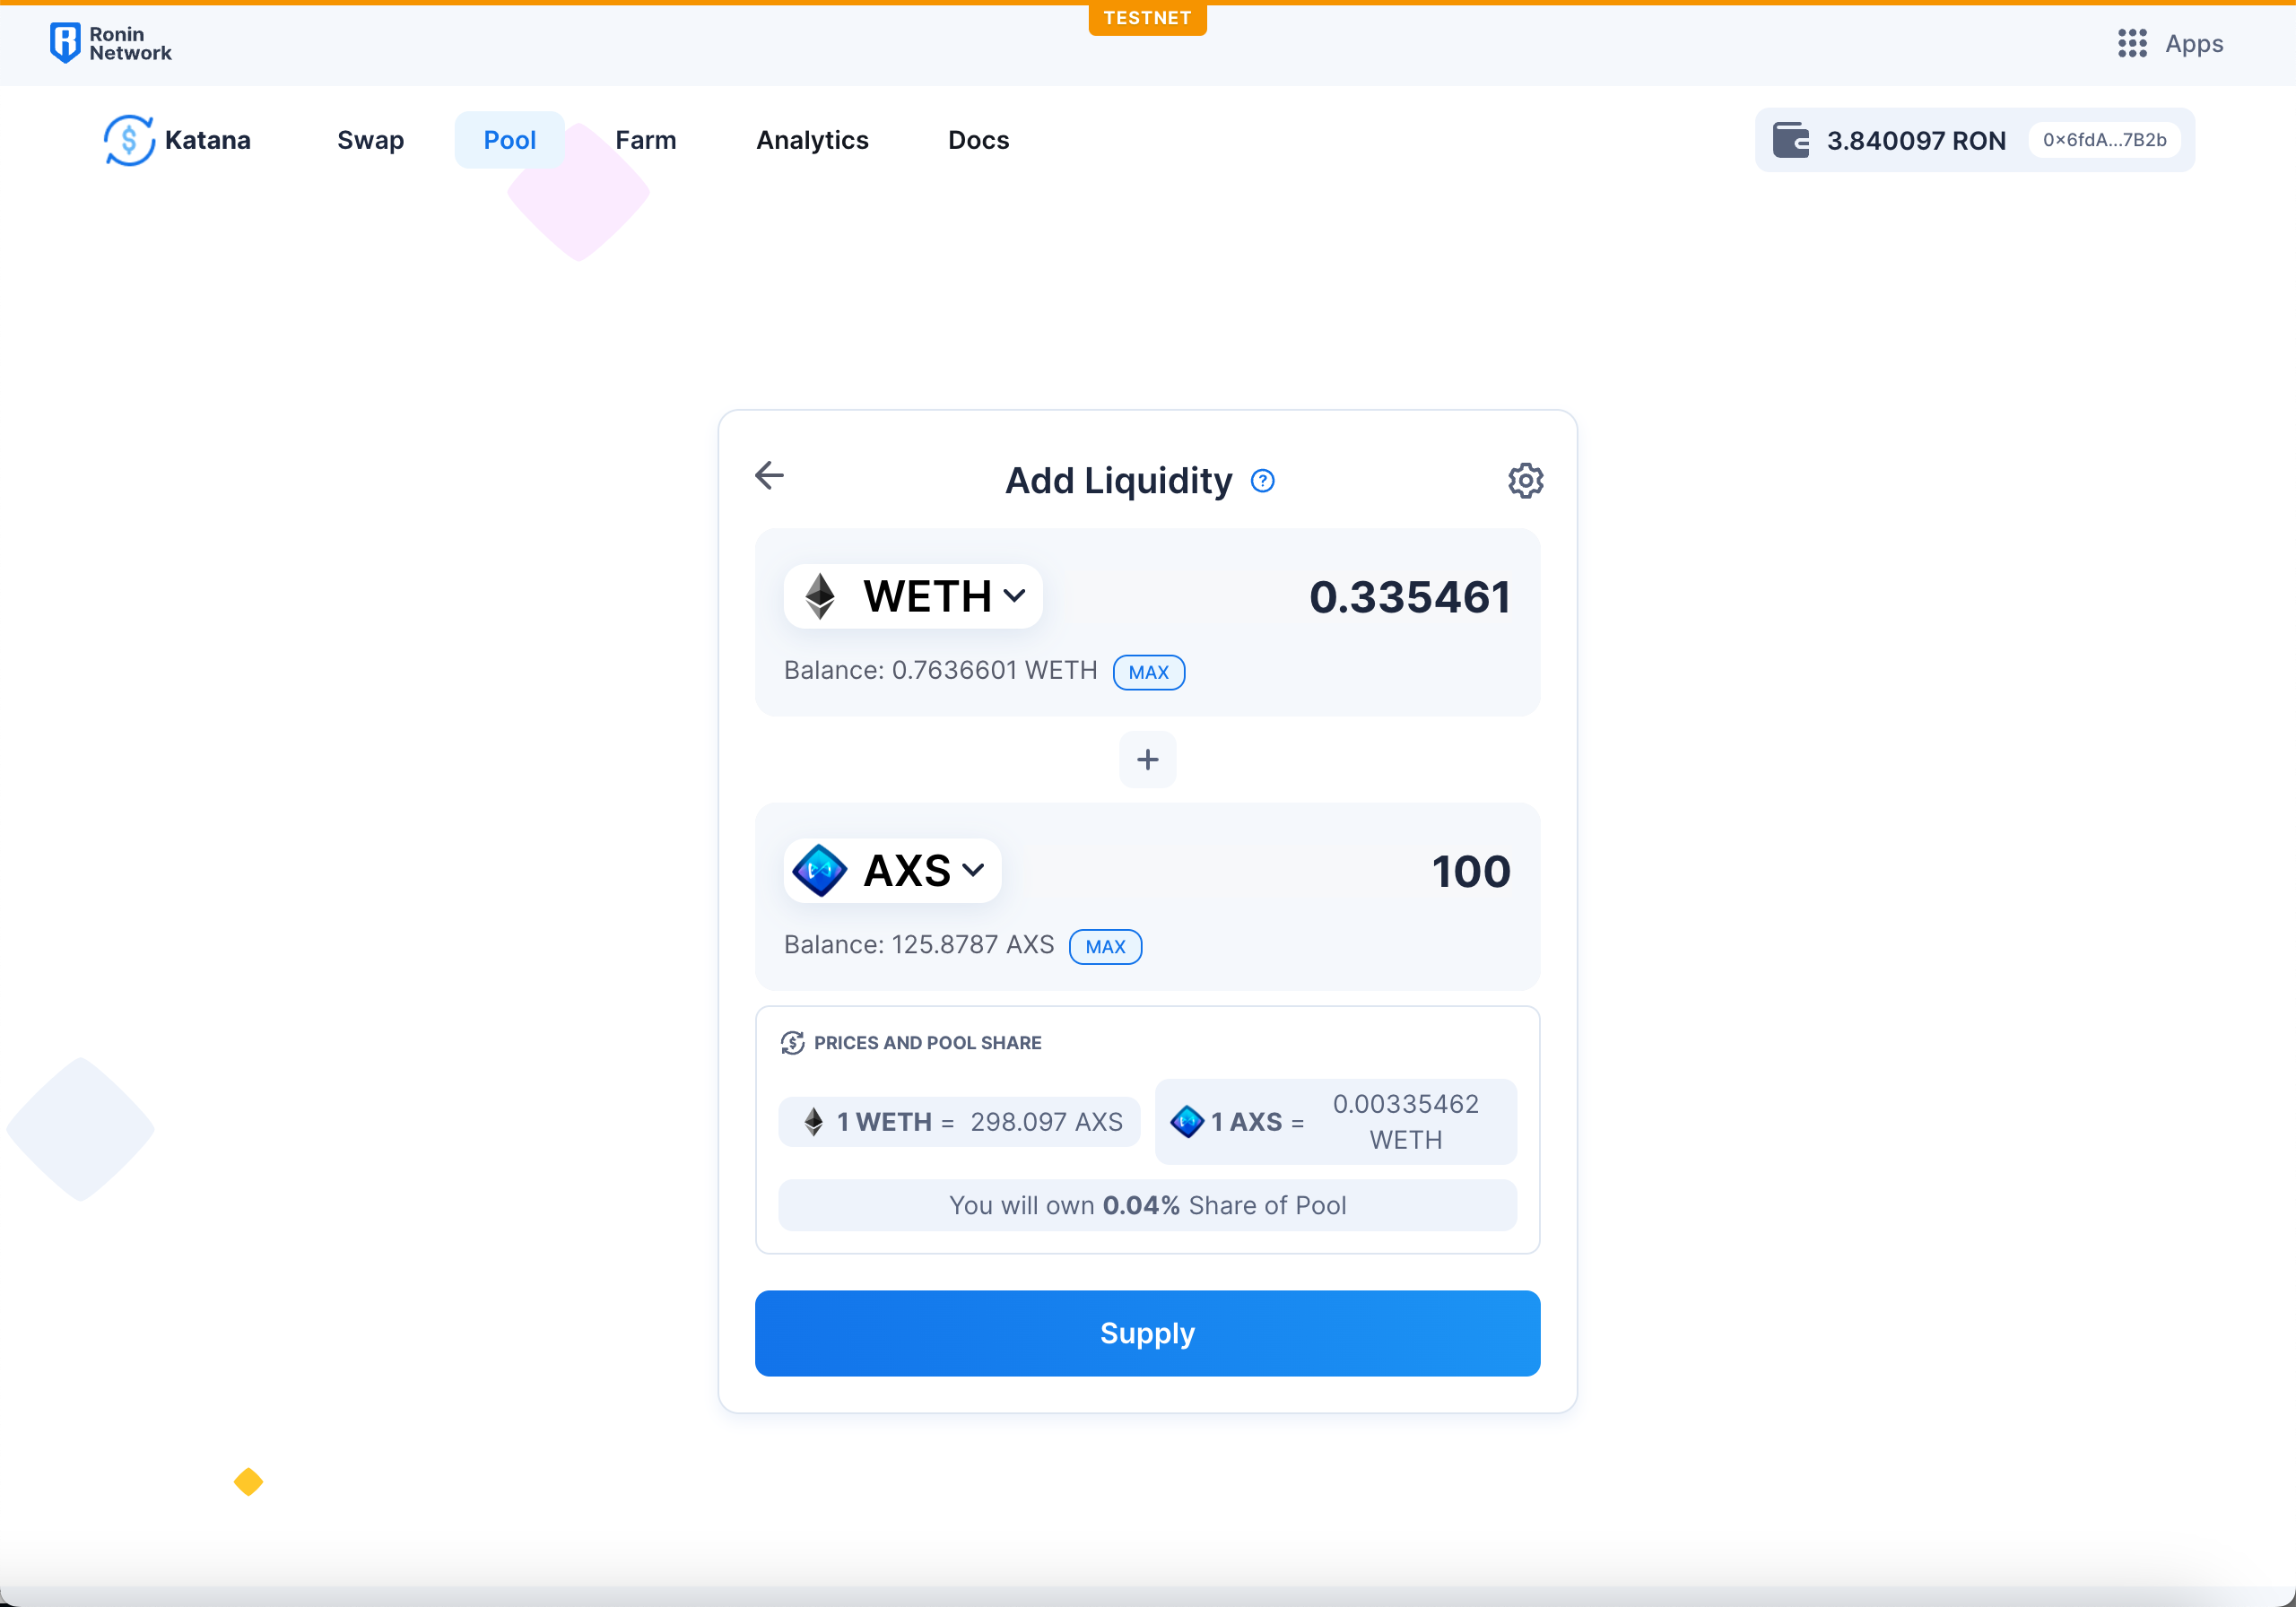 TESTNET
Ronin
Network
Apps
Katana
Swap
Pool
Farm
Analytics
Docs
3.840097 RON
0x6fdA...7B2b
Add Liquidity ?
WETH
0.335461
Balance: 0.7636601 WETH MAX
+
AXS
100
Balance: 125.8787 AXS MAX
PRICES AND POOL SHARE
1 WETH = 298.097 AXS
1 AXS = 0.00335462
WETH
You will own 0.04% Share of Pool
Supply